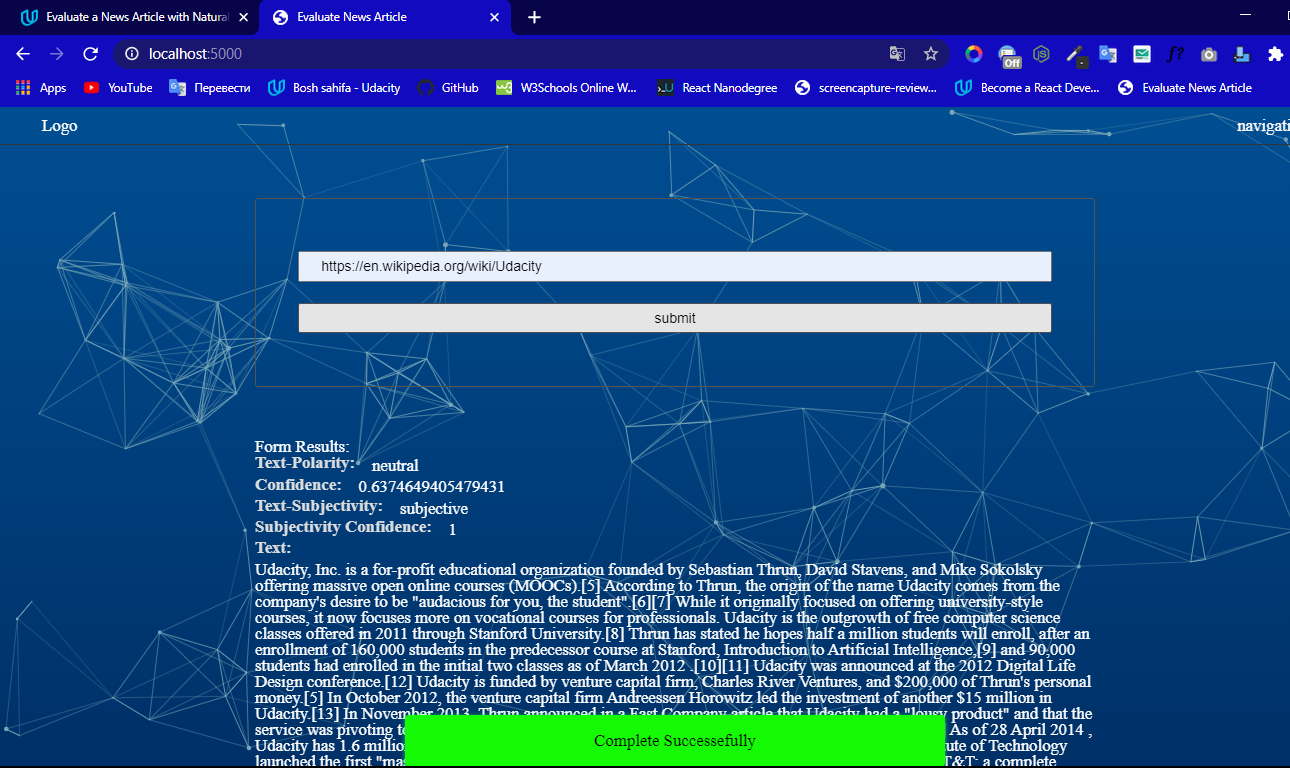 Evaluate a News Article with Natural
Evaluate News Article
localhost:5000
Off
Apps
YouTube
Перевести
Bosh sahifa - Udacity
GitHub
W3Schools Online W...
React Nanodegree
screencapture-review...
Become a React Deve...
Evaluate News Article
Logo
navigati
https://en.wikipedia.org/wiki/Udacity
submit
Form Results:
Text-Polarity: neutral
Confidence: 0.6374649405479431
Text-Subjectivity: subjective
Subjectivity Confidence: 1
Text:
Udacity, Inc. is a for-profit educational organization founded by Sebastian Thrun, David Stavens, and Mike Sokolsky
offering massive open online courses (MOOCs).[5] According to Thrun, the origin of the name Udacity comes from the
company's desire to be "audacious for you, the student".[6][7] While it originally focused on offering university-style
courses, it now focuses more on vocational courses for professionals. Udacity is the outgrowth of free computer science
classes offered in 2011 through Stanford University.[8] Thrun has stated he hopes half a million students will enroll, after an
enrollment of 160,000 students in the predecessor course at Stanford, Introduction to Artificial Intelligence,[9] and 90,000
students had enrolled in the initial two classes as of March 2012 .[10][11] Udacity was announced at the 2012 Digital Life
Design conference.[12] Udacity is funded by venture capital firm, Charles River Ventures, and $200,000 of Thrun's personal
money.[5] In October 2012, the venture capital firm Andreessen Horowitz led the investment of another $15 million in
Udacity.[13] In November 2013, Thrun announced in a Fast Company article that Udacity had a "lousy product" and that the
service was pivoting to As of 28 April 2014 ,
Udacity has 1.6 millio ute of Technology
launched the first "mas T&T; a complete
Complete Successefully